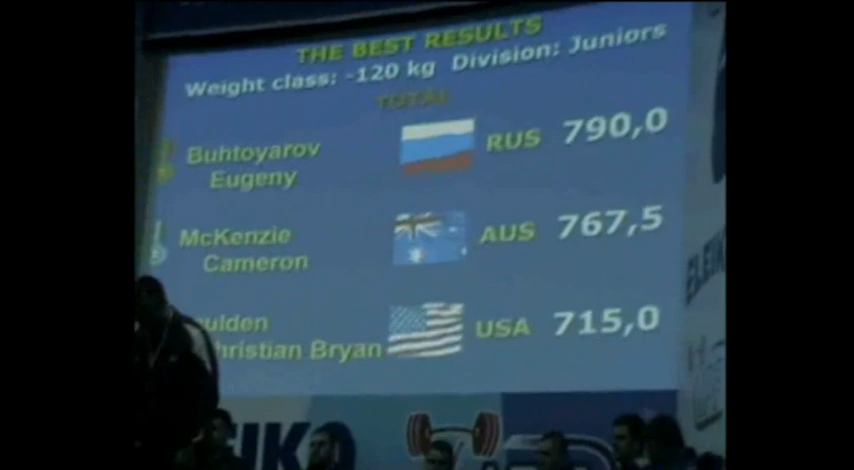 THE BEST RESULTS
Weight class: -120 kg Division: Juniors
TOTAL
Buhtoyarov Eugeny RUS 790,0
McKenzie Cameron AUS 767,5
Bryan USA 715,0
ELEIKO